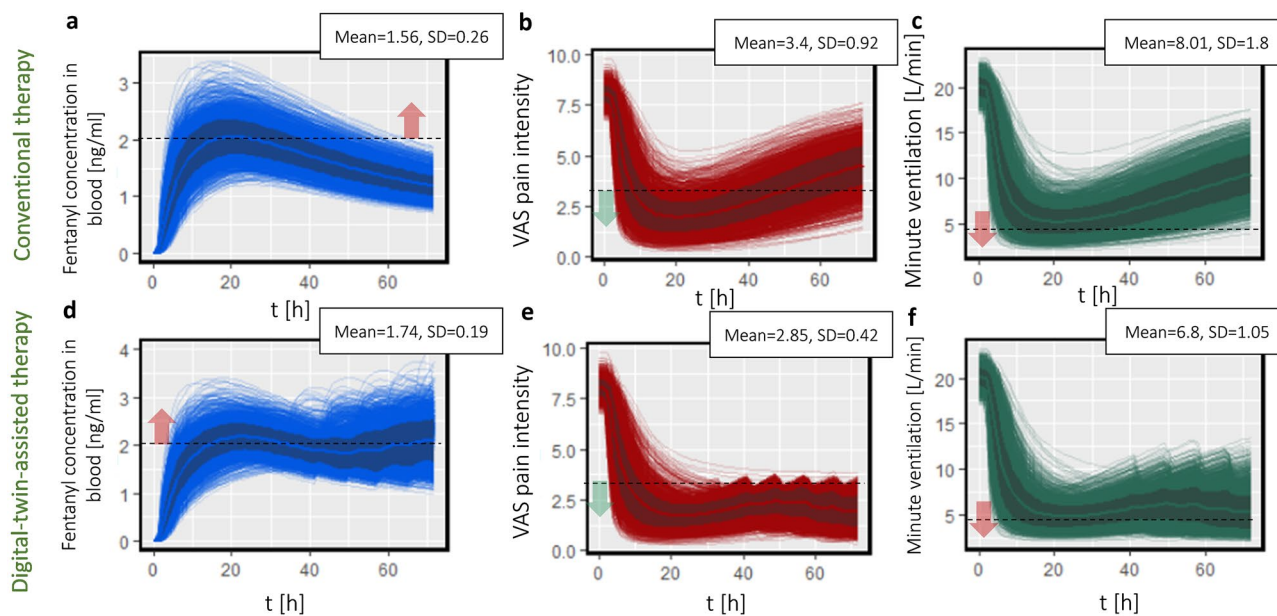 Conventional therapy
a
Mean=1.56, SD=0.26
Fentanyl concentration in
blood [ng/ml]
3
2
1
0
0
20
40
60
t [h]
b
Mean=3.4, SD=0.92
VAS pain intensity
10.0
7.5
5.0
2.5
0.0
0
20
40
60
t [h]
c
Mean=8.01, SD=1.8
Minute ventilation [L/min]
20
15
10
5
0
20
40
60
t [h]
Digital-twin-assisted therapy
d
Mean=1.74, SD=0.19
Fentanyl concentration in
blood [ng/ml]
4
3
2
1
0
0
20
40
60
t [h]
e
Mean=2.85, SD=0.42
VAS pain intensity
10.0
7.5
5.0
2.5
0.0
0
20
40
60
t [h]
f
Mean=6.8, SD=1.05
Minute ventilation [L/min]
20
15
10
5
0
20
40
60
t [h]